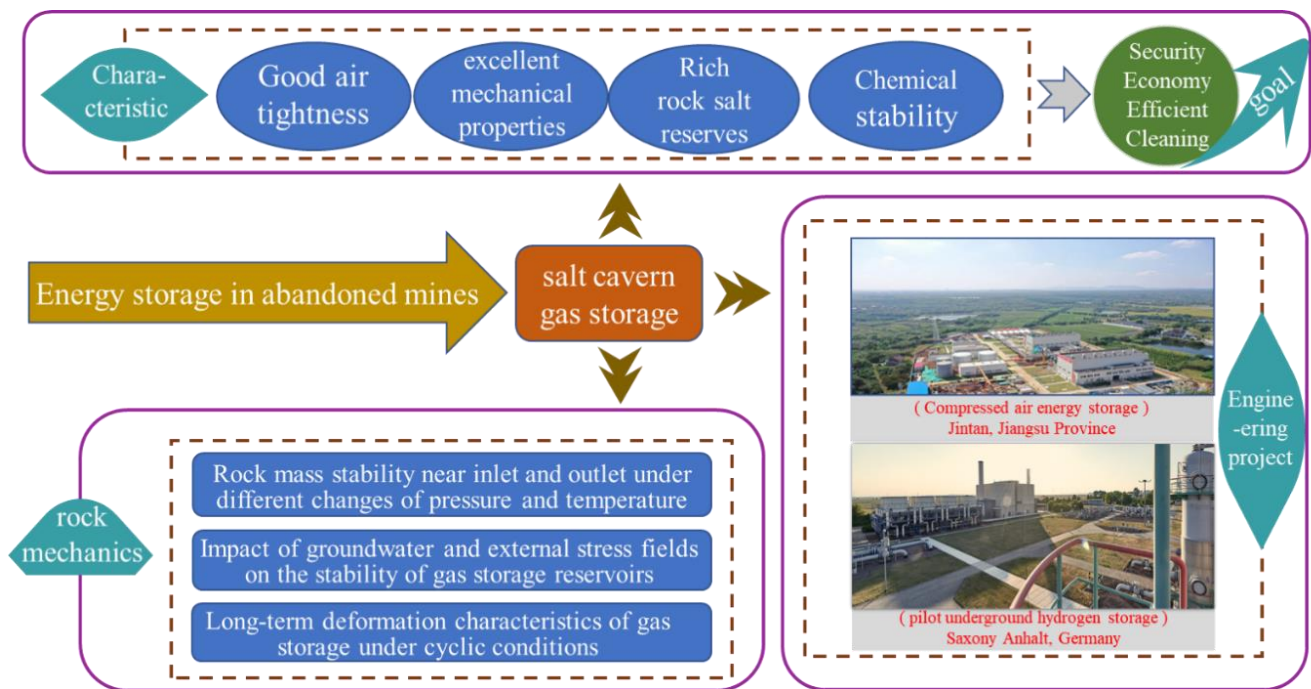 Chara-
cteristic
Good air
tightness
excellent
mechanical
properties
Rich
rock salt
reserves
Chemical
stability
Security
Economy
Efficient
Cleaning
goal
Energy storage in abandoned mines
salt cavern
gas storage
rock
mechanics
Rock mass stability near inlet and outlet under
different changes of pressure and temperature
Impact of groundwater and external stress fields
on the stability of gas storage reservoirs
Long-term deformation characteristics of gas
storage under cyclic conditions
( Compressed air energy storage )
Jintan, Jiangsu Province
( pilot underground hydrogen storage )
Saxony Anhalt, Germany
Engine
-ering
project